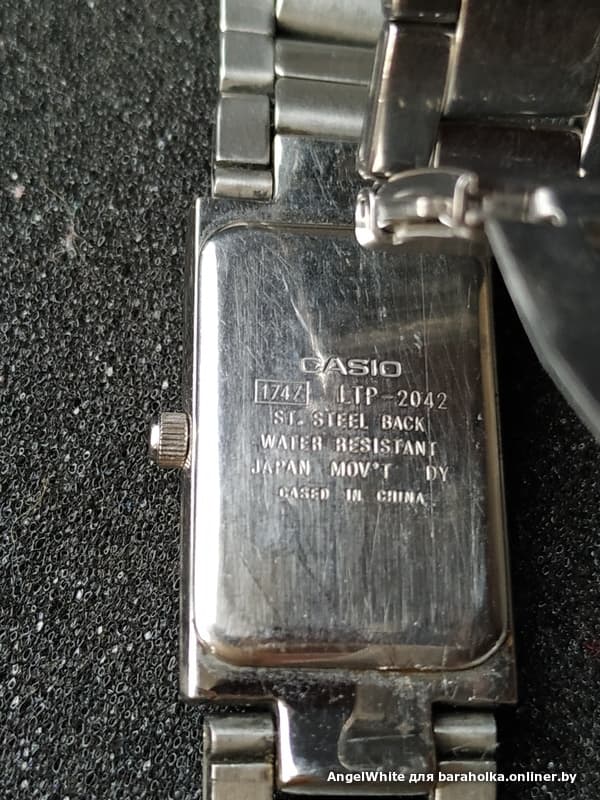 CASIO
1747 LTP-2042
ST. STEEL BACK
WATER RESISTANT
JAPAN MOV'T DY
CASED IN CHINA
AngelWhite для baraholka.onliner.by